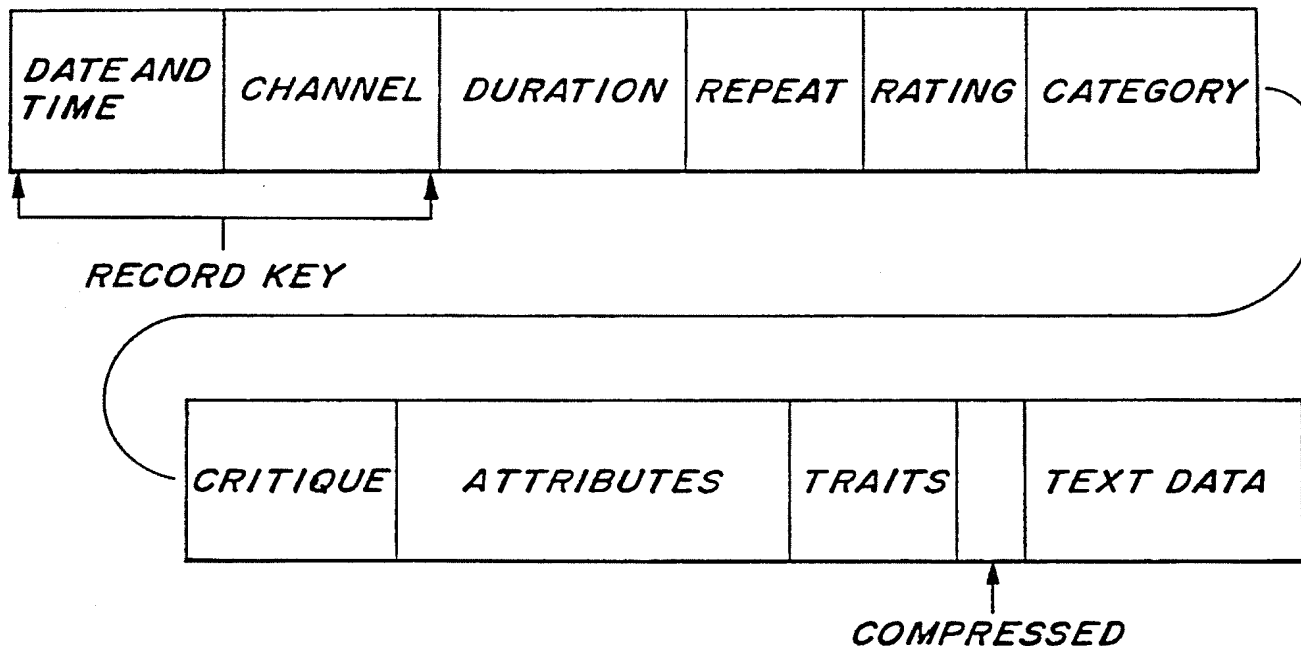 DATE AND
TIME
CHANNEL
DURATION
REPEAT
RATING
CATEGORY
RECORD KEY
CRITIQUE
ATTRIBUTES
TRAITS
TEXT DATA
COMPRESSED